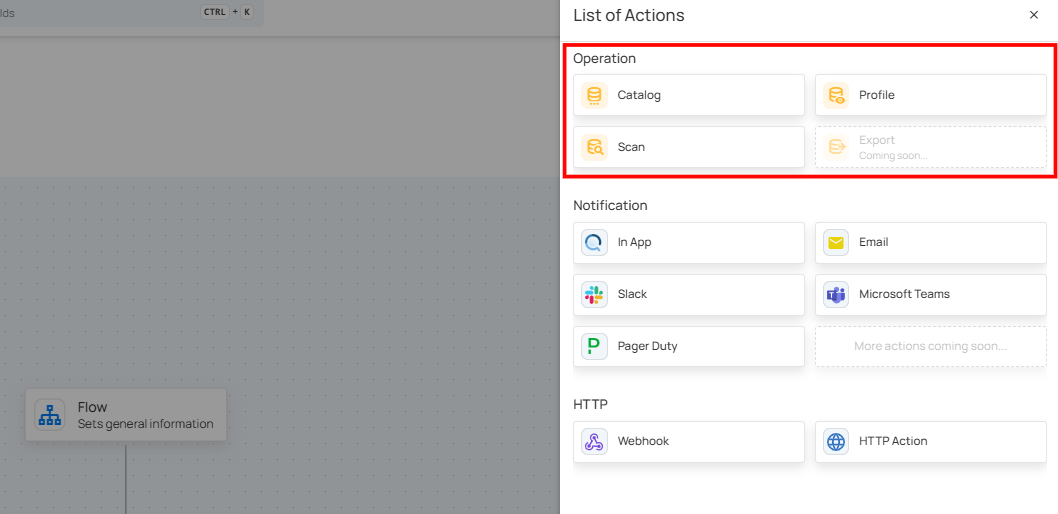 lds
CTRL + K
List of Actions
Operation
Catalog
Profile
Scan
Export
Coming soon...
Notification
In App
Email
Slack
Microsoft Teams
Pager Duty
More actions coming soon...
HTTP
Webhook
HTTP Action
Flow
Sets general information